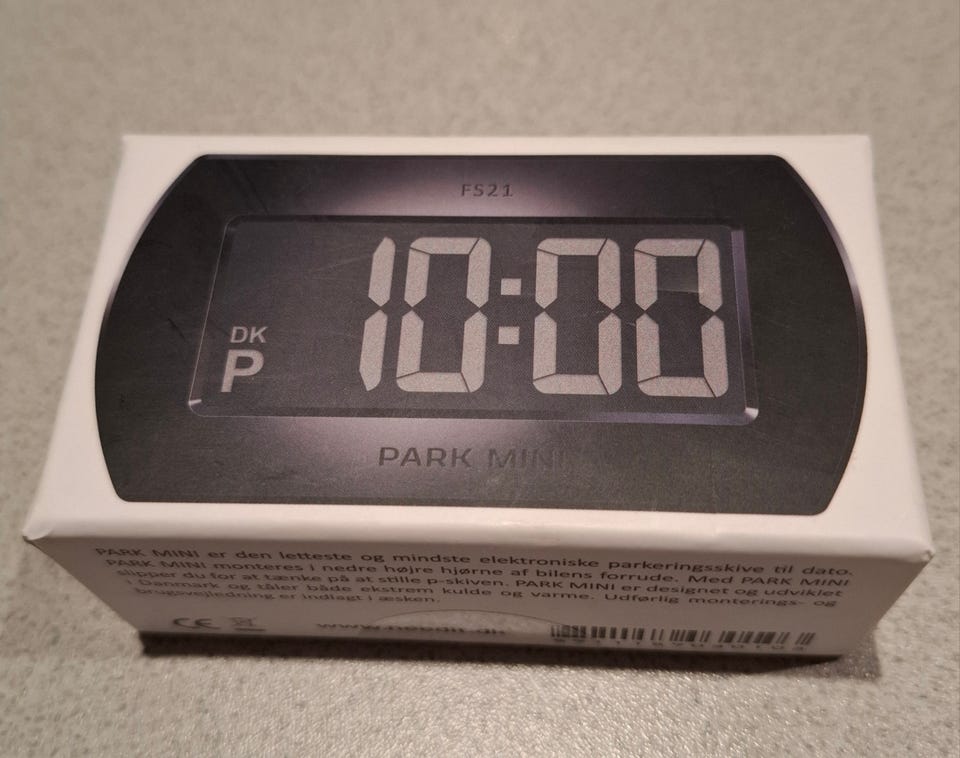 FS21
10:00
DK
P
PARK MINI
PARK MINI er den letteste og mindste elektroniske parkeringsskive til dato.
PARK MINI monteres i nedre højre hjørne af bilens forrude. Med PARK MINI
slipper du for at tænke på at stille p-skiven. PARK MINI er designet og udviklet
i Danmark og tåler både ekstrem kulde og varme. Udførlig monterings- og
brugsvejledning er indlagt i æsken.
CE
www.needit.dk